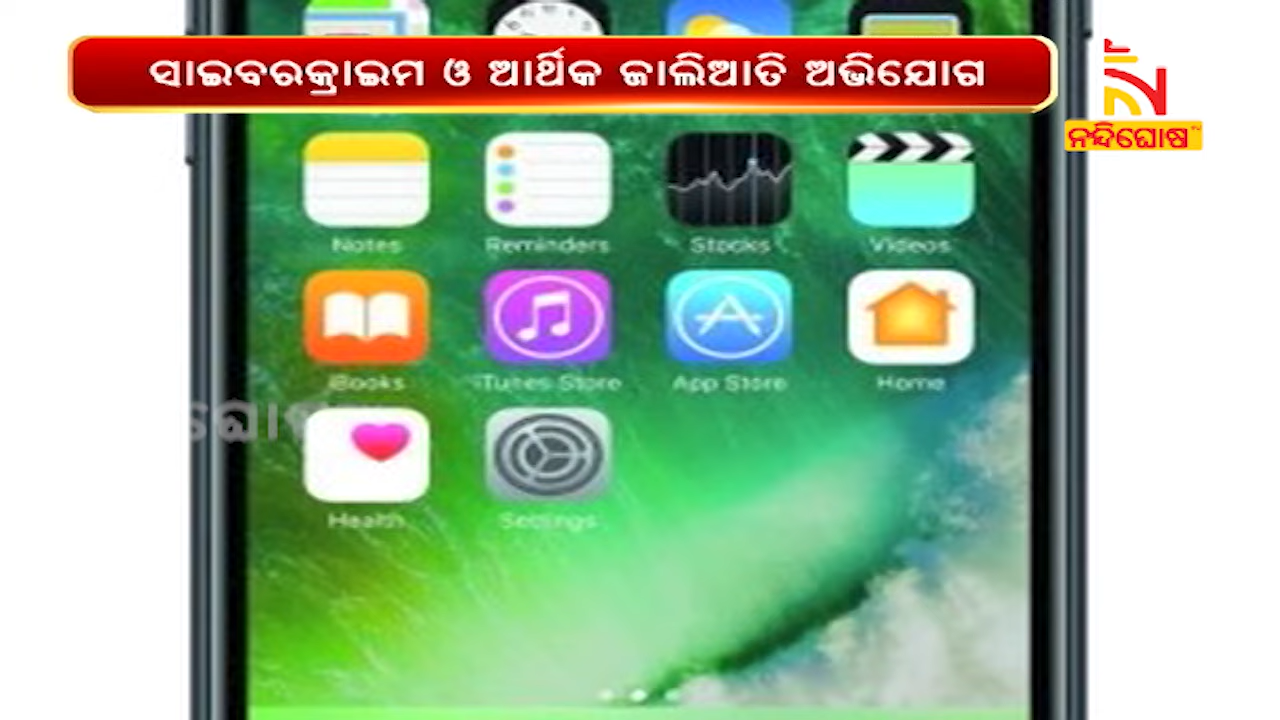 ସାଇବରକ୍ରାଇମ ଓ ଆର୍ଥିକ ଜାଲିଆତି ଅଭିଯୋଗ
ନନ୍ଦିଘୋଷ
Notes Reminders Stocks Videos
iBooks iTunes Store App Store Home
Health Settings